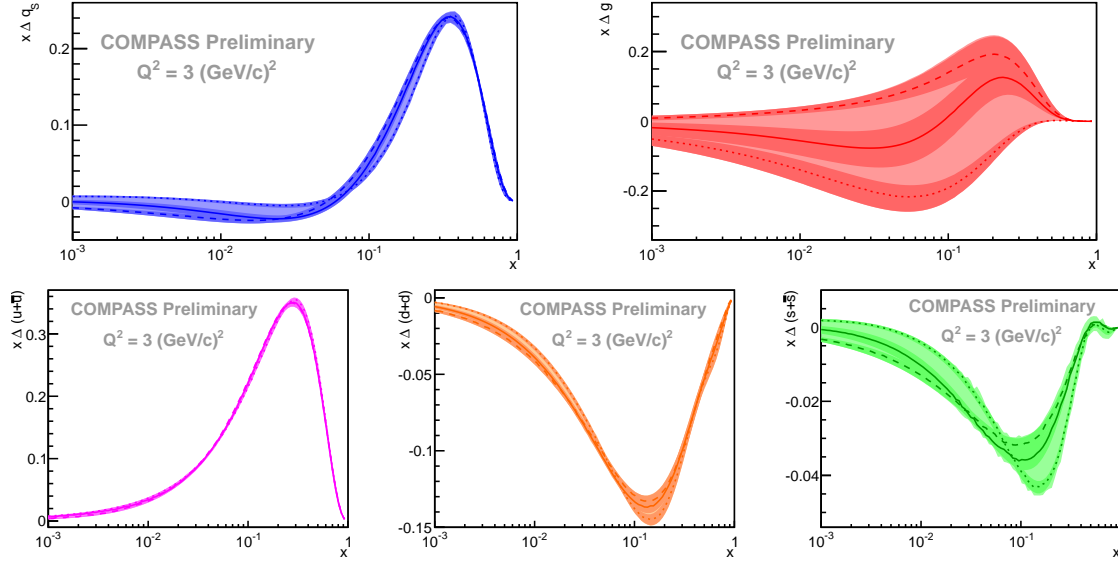 x Δ q_S
COMPASS Preliminary
Q² = 3 (GeV/c)²
0.2
0.1
0
10⁻³
10⁻²
10⁻¹
1
x
x Δ g
COMPASS Preliminary
Q² = 3 (GeV/c)²
0.2
0
-0.2
10⁻³
10⁻²
10⁻¹
1
x
x Δ (u+u̅)
COMPASS Preliminary
Q² = 3 (GeV/c)²
0.3
0.2
0.1
0
10⁻³
10⁻²
10⁻¹
1
x
x Δ (d+d)
COMPASS Preliminary
Q² = 3 (GeV/c)²
0
-0.05
-0.1
-0.15
10⁻³
10⁻²
10⁻¹
1
x
x Δ (s+s̅)
COMPASS Preliminary
Q² = 3 (GeV/c)²
0
-0.02
-0.04
10⁻³
10⁻²
10⁻¹
x